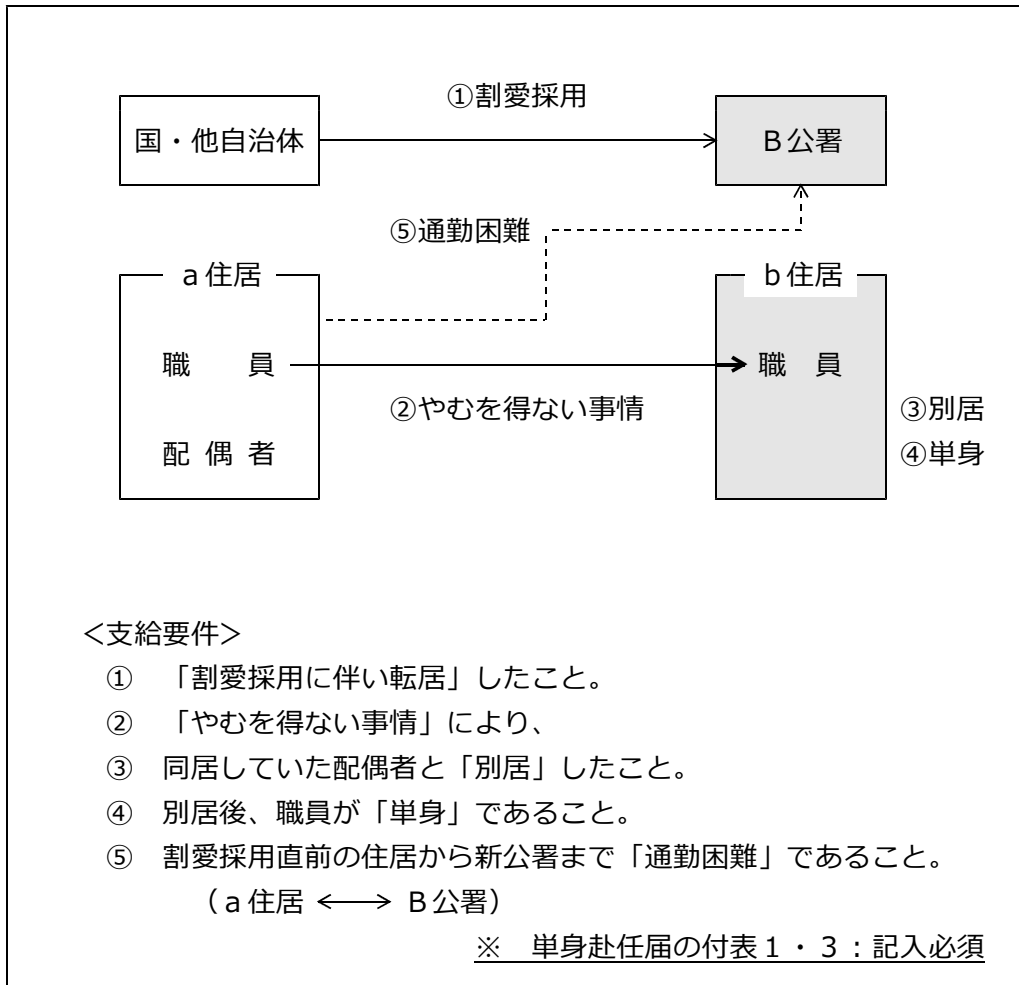 ①割愛採用
国・他自治体
Ｂ公署
⑤通勤困難
ａ住居
ｂ住居
職　員
職　員
②やむを得ない事情
③別居
配 偶 者
④単身
＜支給要件＞
①　「割愛採用に伴い転居」したこと。
②　「やむを得ない事情」により、
③　同居していた配偶者と「別居」したこと。
④　別居後、職員が「単身」であること。
⑤　割愛採用直前の住居から新公署まで「通勤困難」であること。
（ａ住居 ⟷ Ｂ公署）
※　単身赴任届の付表１・３：記入必須